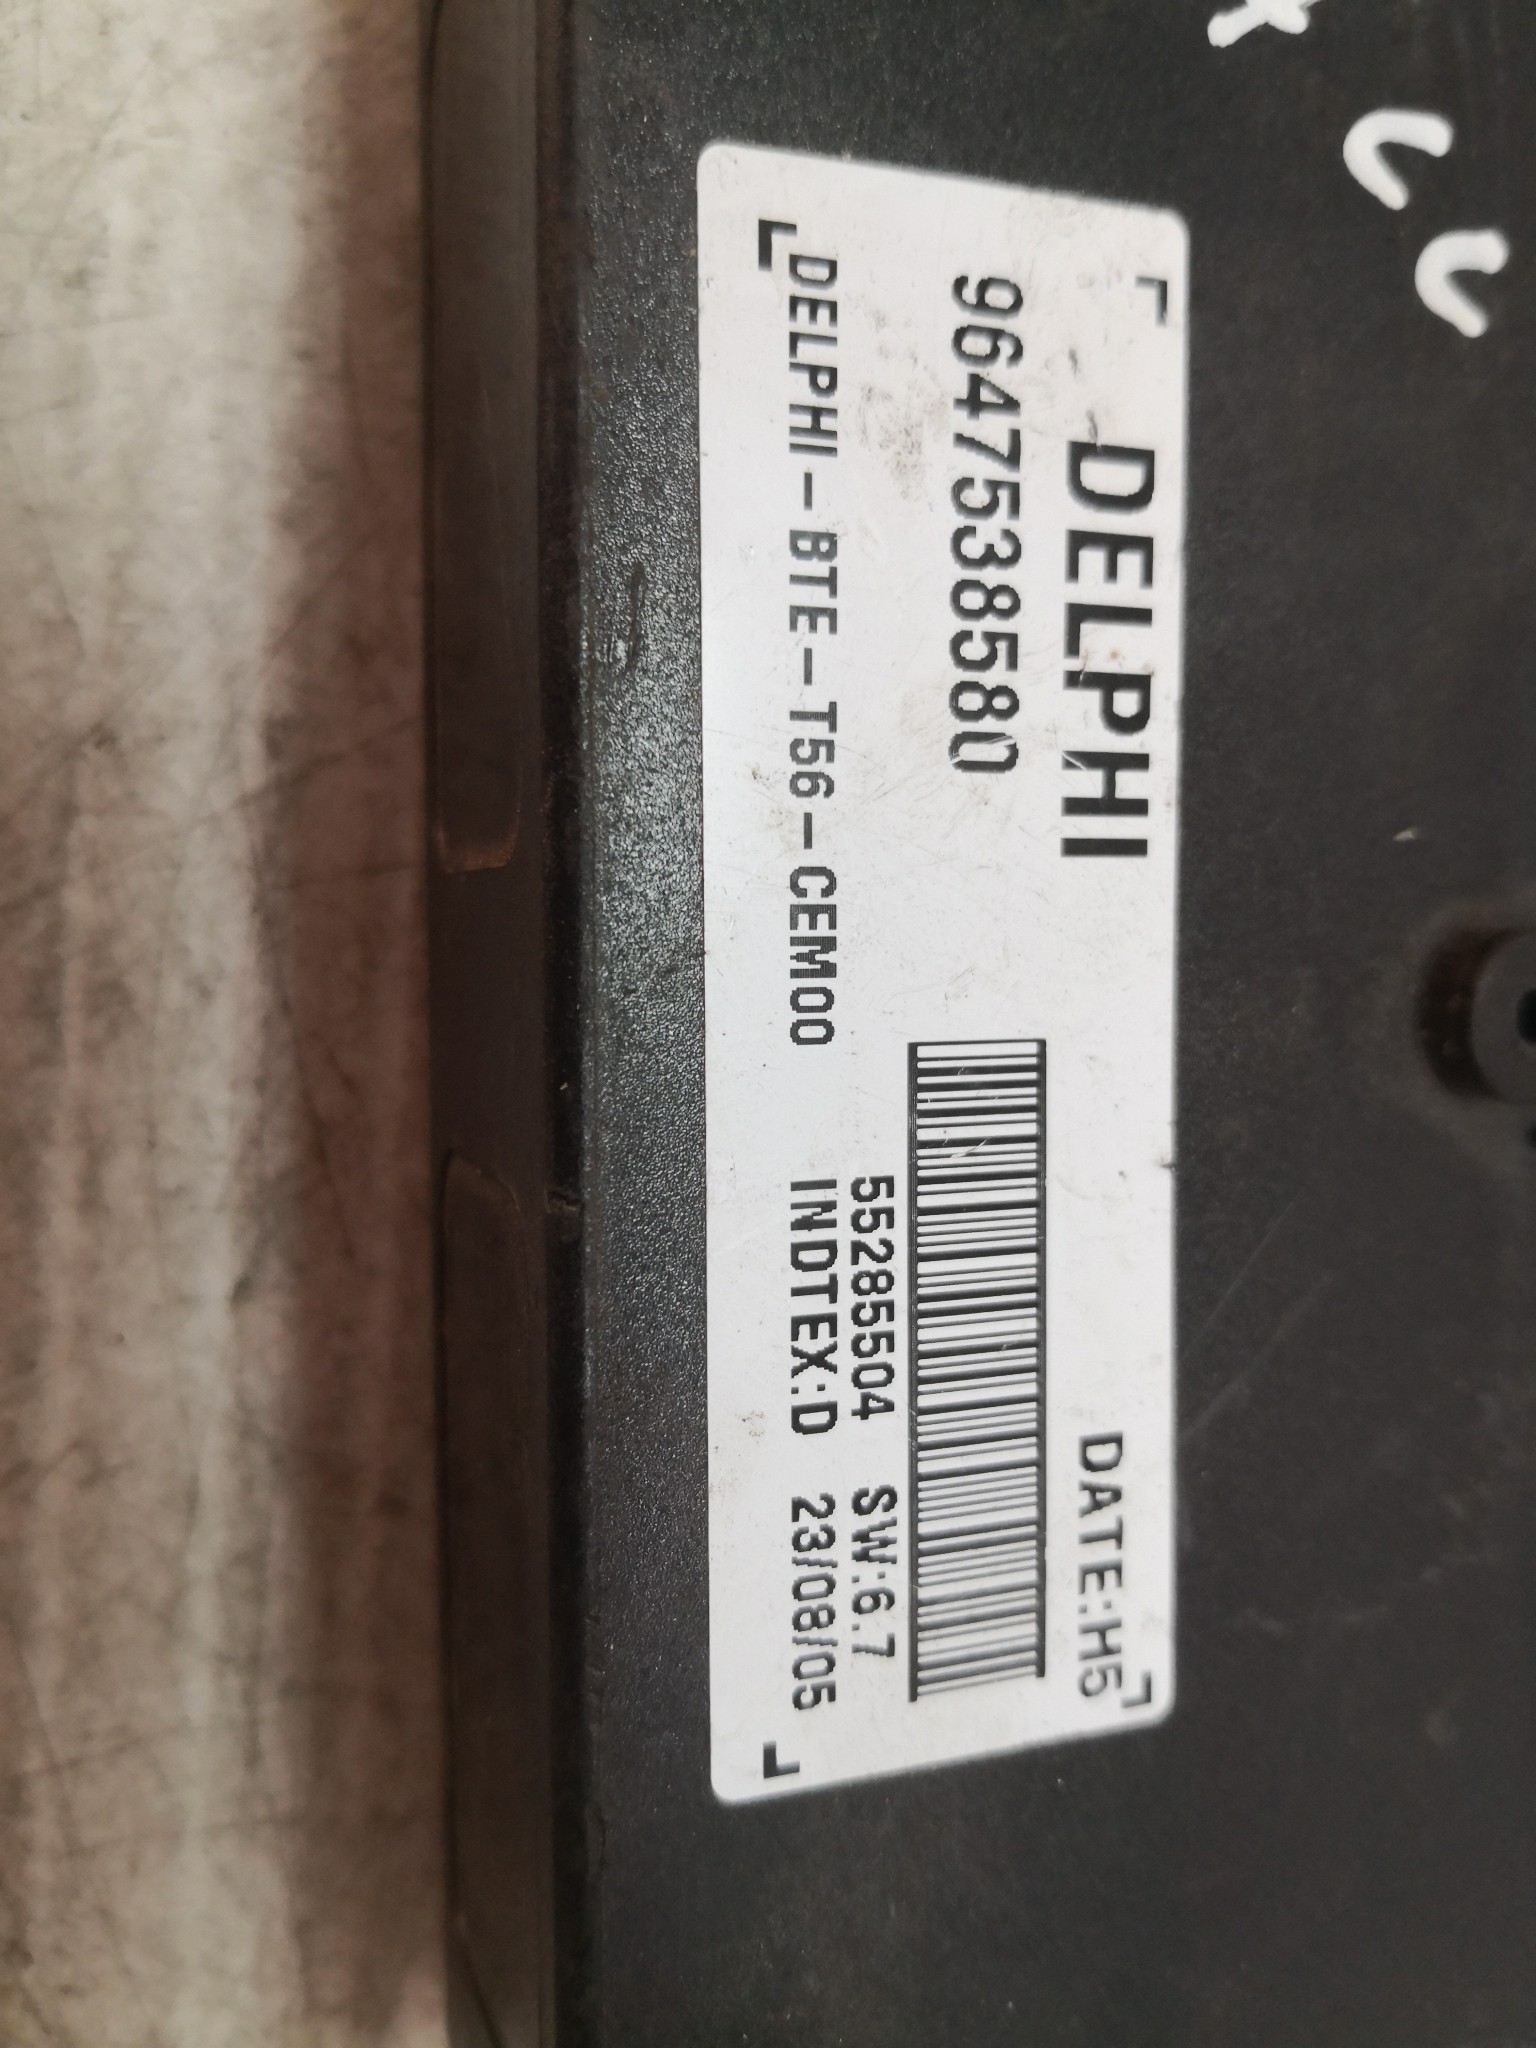 DELPHI
DATE:H5
9647538580
55285504 SW:6.7
DELPHI-BTE-T56-CEM00
INDTEX:D 23/08/05